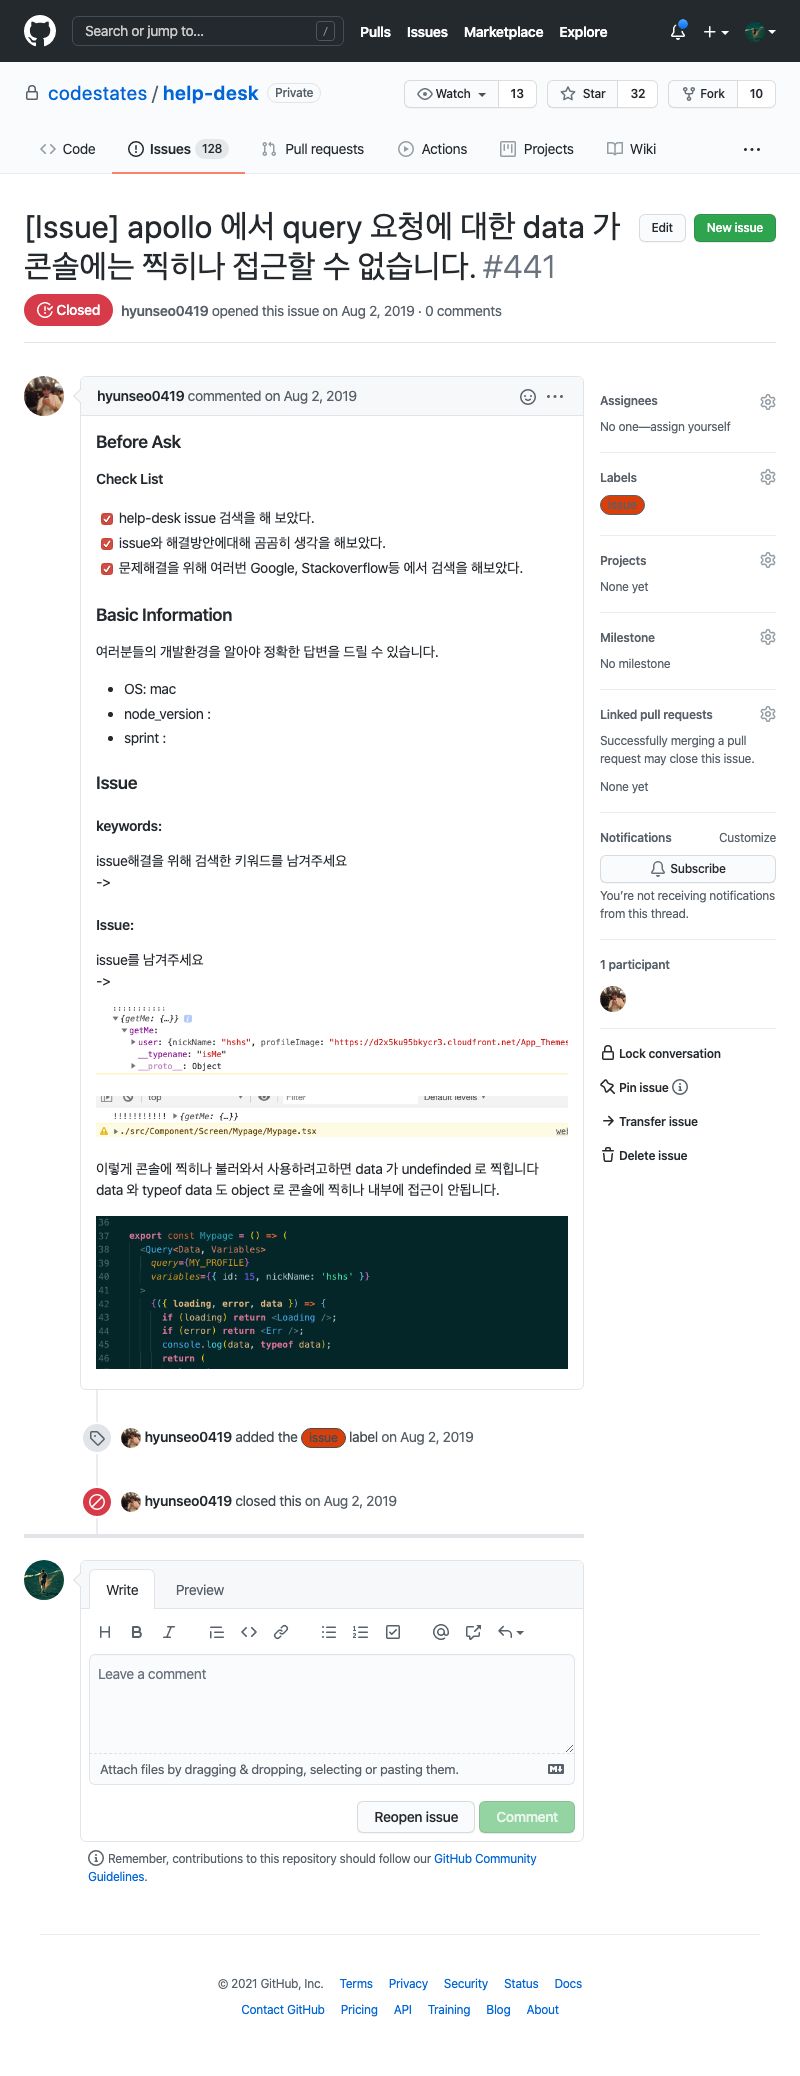 Search or jump to... /
Pulls Issues Marketplace Explore
codestates / help-desk Private
Watch 13 Star 32 Fork 10
Code Issues 128 Pull requests Actions Projects Wiki
[Issue] apollo 에서 query 요청에 대한 data 가
콘솔에는 찍히나 접근할 수 없습니다. #441
Edit New issue
Closed hyunseo0419 opened this issue on Aug 2, 2019 · 0 comments
hyunseo0419 commented on Aug 2, 2019
Before Ask
Check List
help-desk issue 검색을 해 보았다.
issue와 해결방안에대해 곰곰히 생각을 해보았다.
문제해결을 위해 여러번 Google, Stackoverflow등 에서 검색을 해보았다.
Basic Information
여러분들의 개발환경을 알아야 정확한 답변을 드릴 수 있습니다.
OS: mac
node_version :
sprint :
Issue
keywords:
issue해결을 위해 검색한 키워드를 남겨주세요
->
Issue:
issue를 남겨주세요
->
▼{getMe: {…}} i
▼getMe:
▶user: {nickName: "hshs", profileImage: "https://d2x5ku95bkycr3.cloudfront.net/App_Themes
__typename: "isMe"
▶__proto__: Object
top Filter Default levels
!!!!!!!!!!! ▶{getMe: {…}}
▶./src/Component/Screen/Mypage/Mypage.tsx
이렇게 콘솔에 찍히나 불러와서 사용하려고하면 data 가 undefinded 로 찍힙니다
data 와 typeof data 도 object 로 콘솔에 찍히나 내부에 접근이 안됩니다.
36
37 export const Mypage = () => (
38 <Query<Data, Variables>
39 query={MY_PROFILE}
40 variables={{ id: 15, nickName: 'hshs' }}
41 >
42 {({ loading, error, data }) => {
43 if (loading) return <Loading />;
44 if (error) return <Err />;
45 console.log(data, typeof data);
46 return (
hyunseo0419 added the issue label on Aug 2, 2019
hyunseo0419 closed this on Aug 2, 2019
Assignees
No one—assign yourself
Labels
issue
Projects
None yet
Milestone
No milestone
Linked pull requests
Successfully merging a pull
request may close this issue.
None yet
Notifications Customize
Subscribe
You're not receiving notifications
from this thread.
1 participant
Lock conversation
Pin issue
Transfer issue
Delete issue
Write Preview
Leave a comment
Attach files by dragging & dropping, selecting or pasting them.
Reopen issue Comment
Remember, contributions to this repository should follow our GitHub Community
Guidelines.
© 2021 GitHub, Inc. Terms Privacy Security Status Docs
Contact GitHub Pricing API Training Blog About